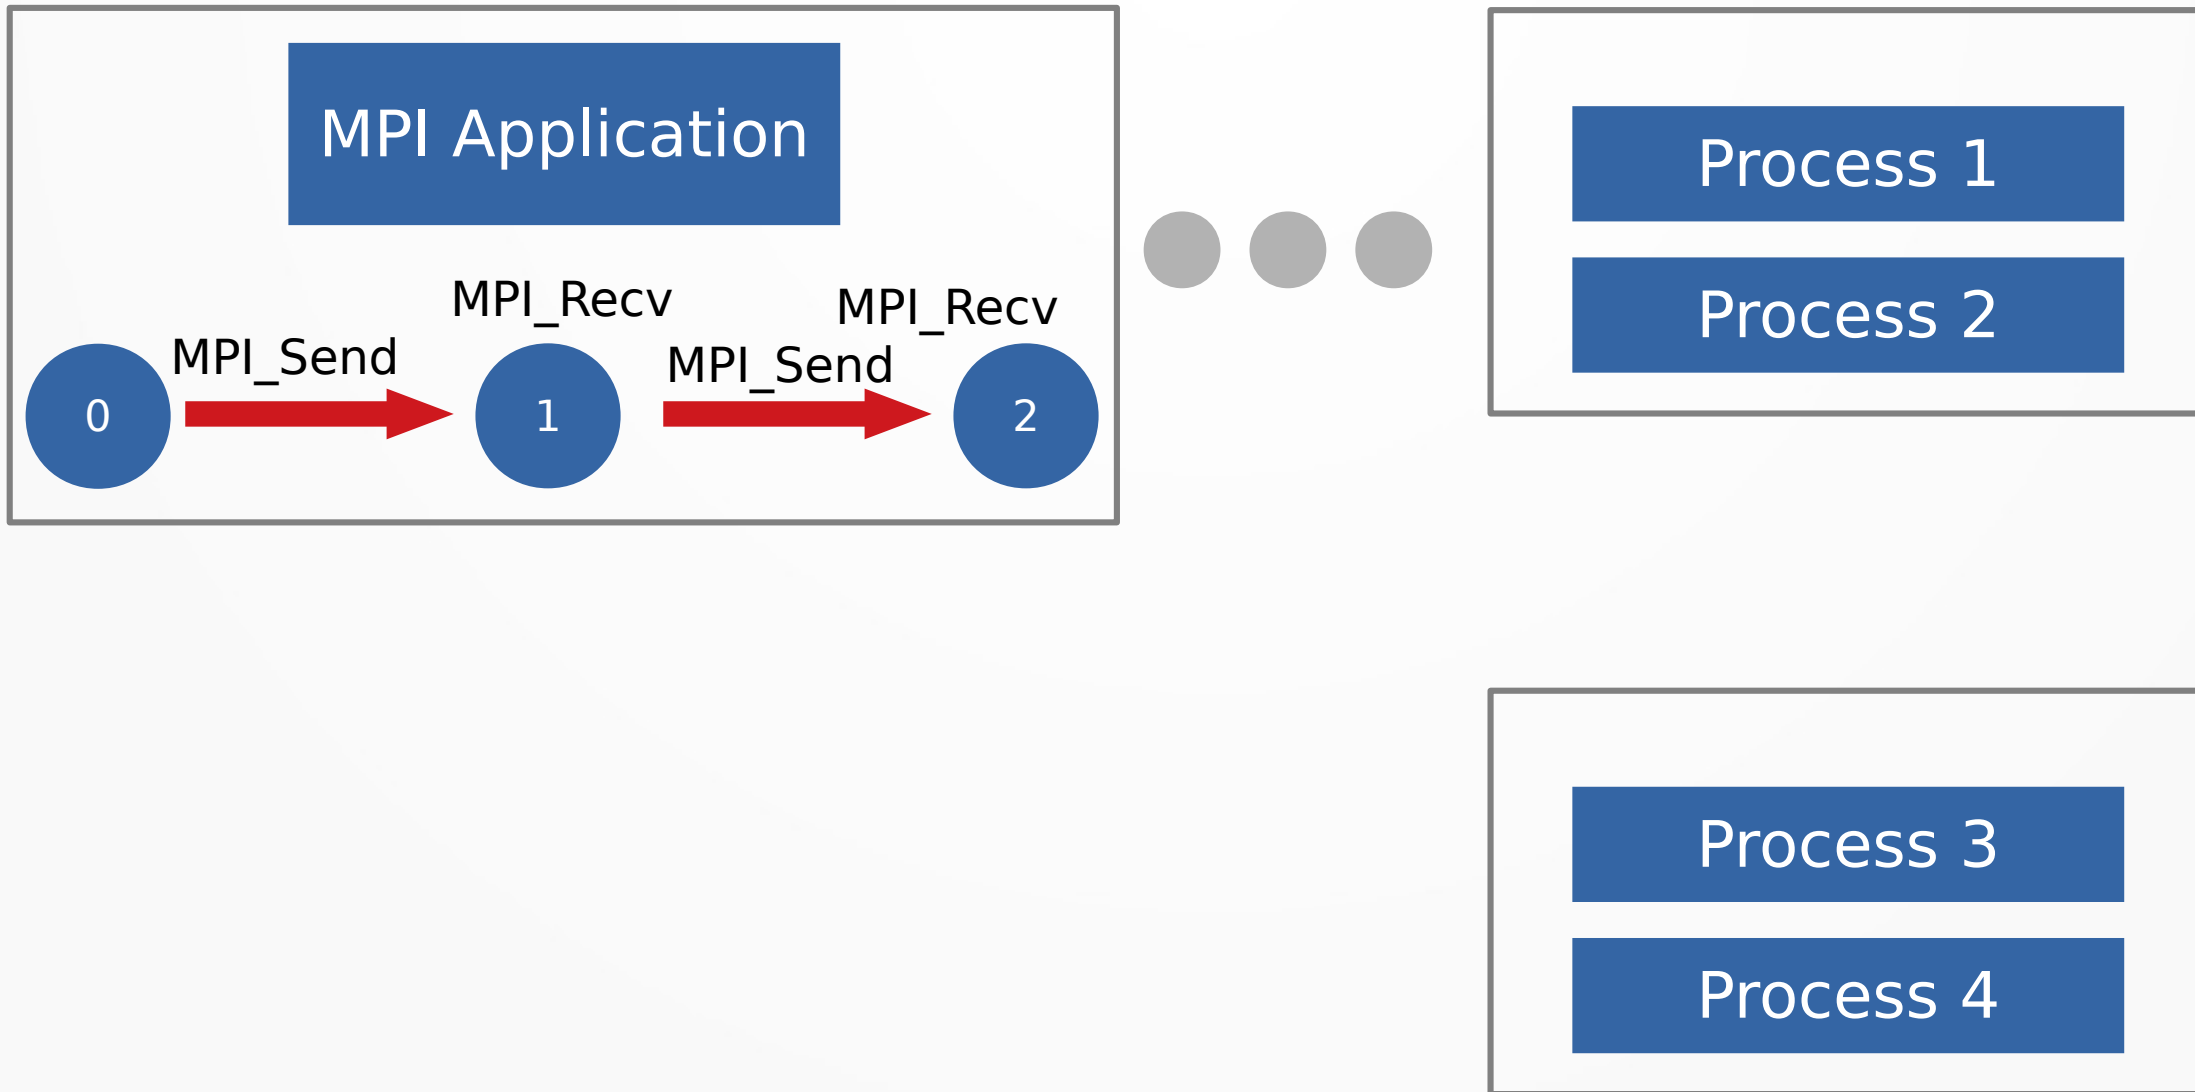 MPI Application
MPI_Recv
MPI_Recv
MPI_Send
MPI_Send
0
1
2
Process 1
Process 2
Process 3
Process 4